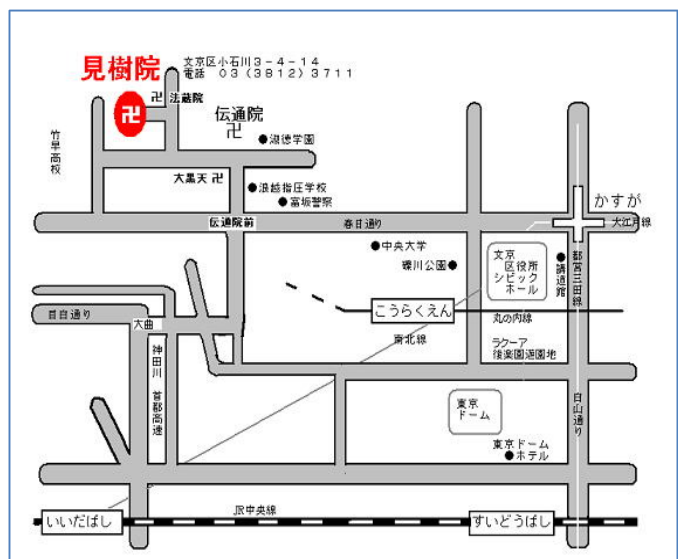 見樹院
文京区小石川3-4-14
電話 03(3812)3711
卍 法蔵院
卍
伝通院
卍
竹早高校
●淑徳学園
大黒天 卍
●浪越指圧学校
●富坂警察
かすが
伝通院前
春日通り
大江戸線
●中央大学
礫川公園●
文京
区役所
シビック
ホール
●講道館
都営三田線
目白通り
大曲
こうらくえん
丸の内線
南北線
ラクーア
後楽園遊園地
神田川
首都高速
白山通り
東京
ドーム
東京ドーム
●ホテル
いいだばし
JR中央線
すいどうばし